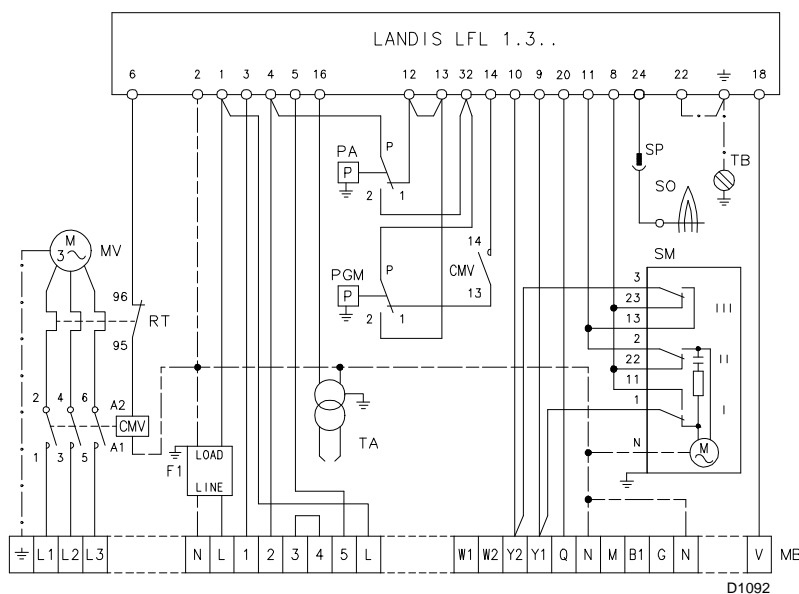 LANDIS LFL 1.3..
6 2 1 3 4 5 16 12 13 32 14 10 9 20 11 8 24 22 18
PA
P
P
2 1
SP
TB
SO
M
3
MV
14
CMV
13
PGM
P
P
2 1
SM
3
23
13
III
2
22
II
11
1
I
N
M
96
RT
95
2 4 6
A2
CMV
A1
1 3 5
LOAD
F1
LINE
TA
L1 L2 L3 N L 1 2 3 4 5 L W1 W2 Y2 Y1 Q N M B1 G N V MB
D1092